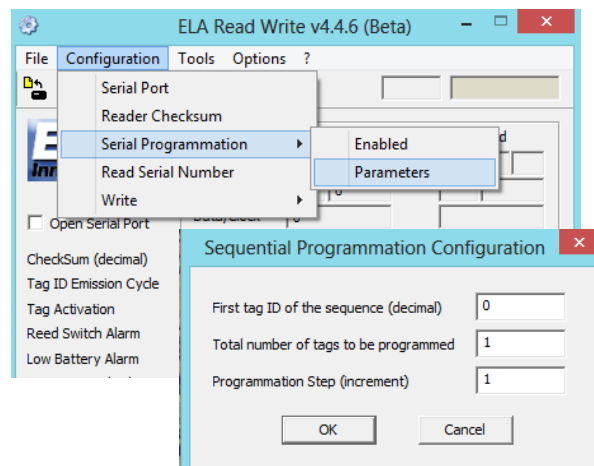 ELA Read Write v4.4.6 (Beta)
File Configuration Tools Options ?
Serial Port
Reader Checksum
Serial Programmation
Enabled
Parameters
Read Serial Number
Write
0
Open Serial Port
CheckSum (decimal)
Tag ID Emission Cycle
Tag Activation
Reed Switch Alarm
Low Battery Alarm
Sequential Programmation Configuration
First tag ID of the sequence (decimal) 0
Total number of tags to be programmed 1
Programmation Step (increment) 1
OK Cancel